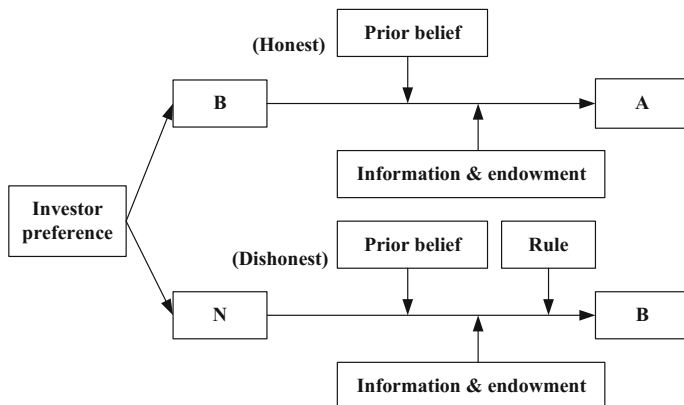 Prior belief
(Honest)
B
A
Information & endowment
Investor
preference
Prior belief
Rule
(Dishonest)
N
B
Information & endowment